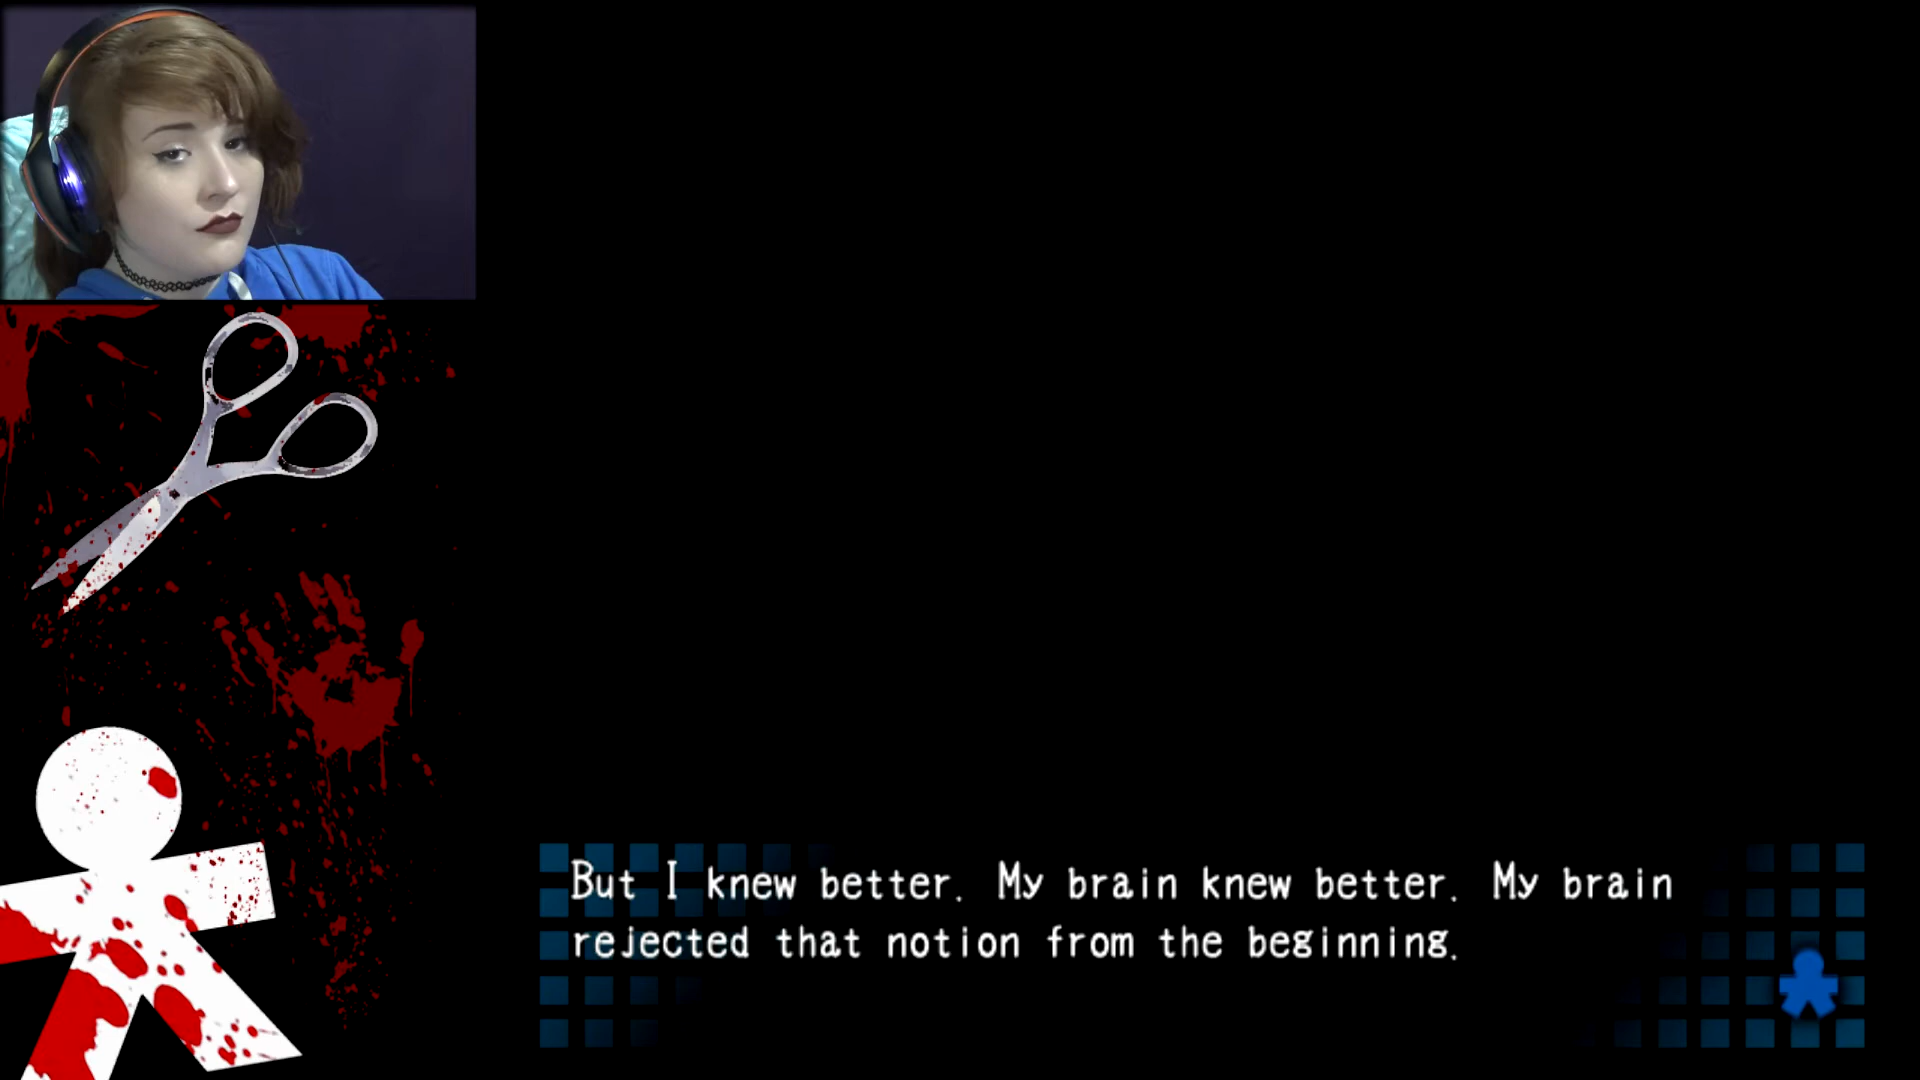 But I knew better. My brain knew better. My brain
rejected that notion from the beginning.